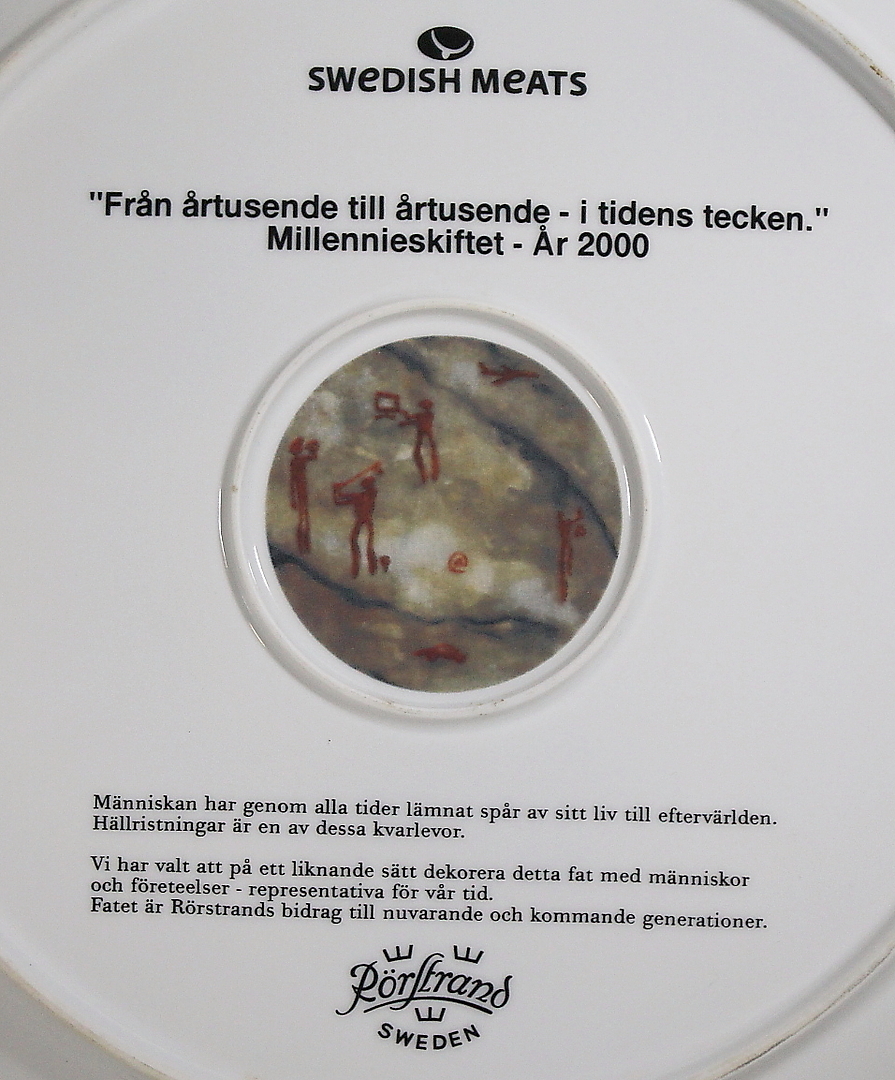 SWeDISH MeATS
"Från årtusende till årtusende - i tidens tecken."
Millennieskiftet - År 2000
@
Människan har genom alla tider lämnat spår av sitt liv till eftervärlden.
Hällristningar är en av dessa kvarlevor.
Vi har valt att på ett liknande sätt dekorera detta fat med människor
och företeelser - representativa för vår tid.
Fatet är Rörstrands bidrag till nuvarande och kommande generationer.
Rörstrand
SWEDEN